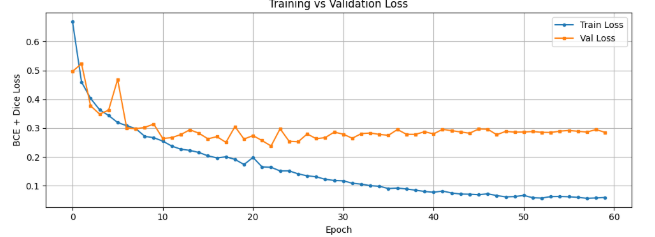 Training vs Validation Loss
Train Loss
Val Loss
BCE + Dice Loss
0.6
0.5
0.4
0.3
0.2
0.1
0 10 20 30 40 50 60
Epoch